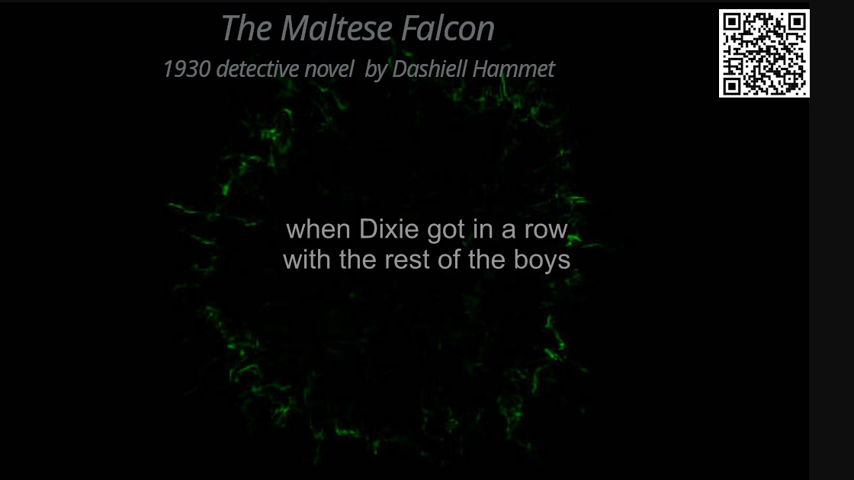 The Maltese Falcon
1930 detective novel by Dashiell Hammet
when Dixie got in a row
with the rest of the boys